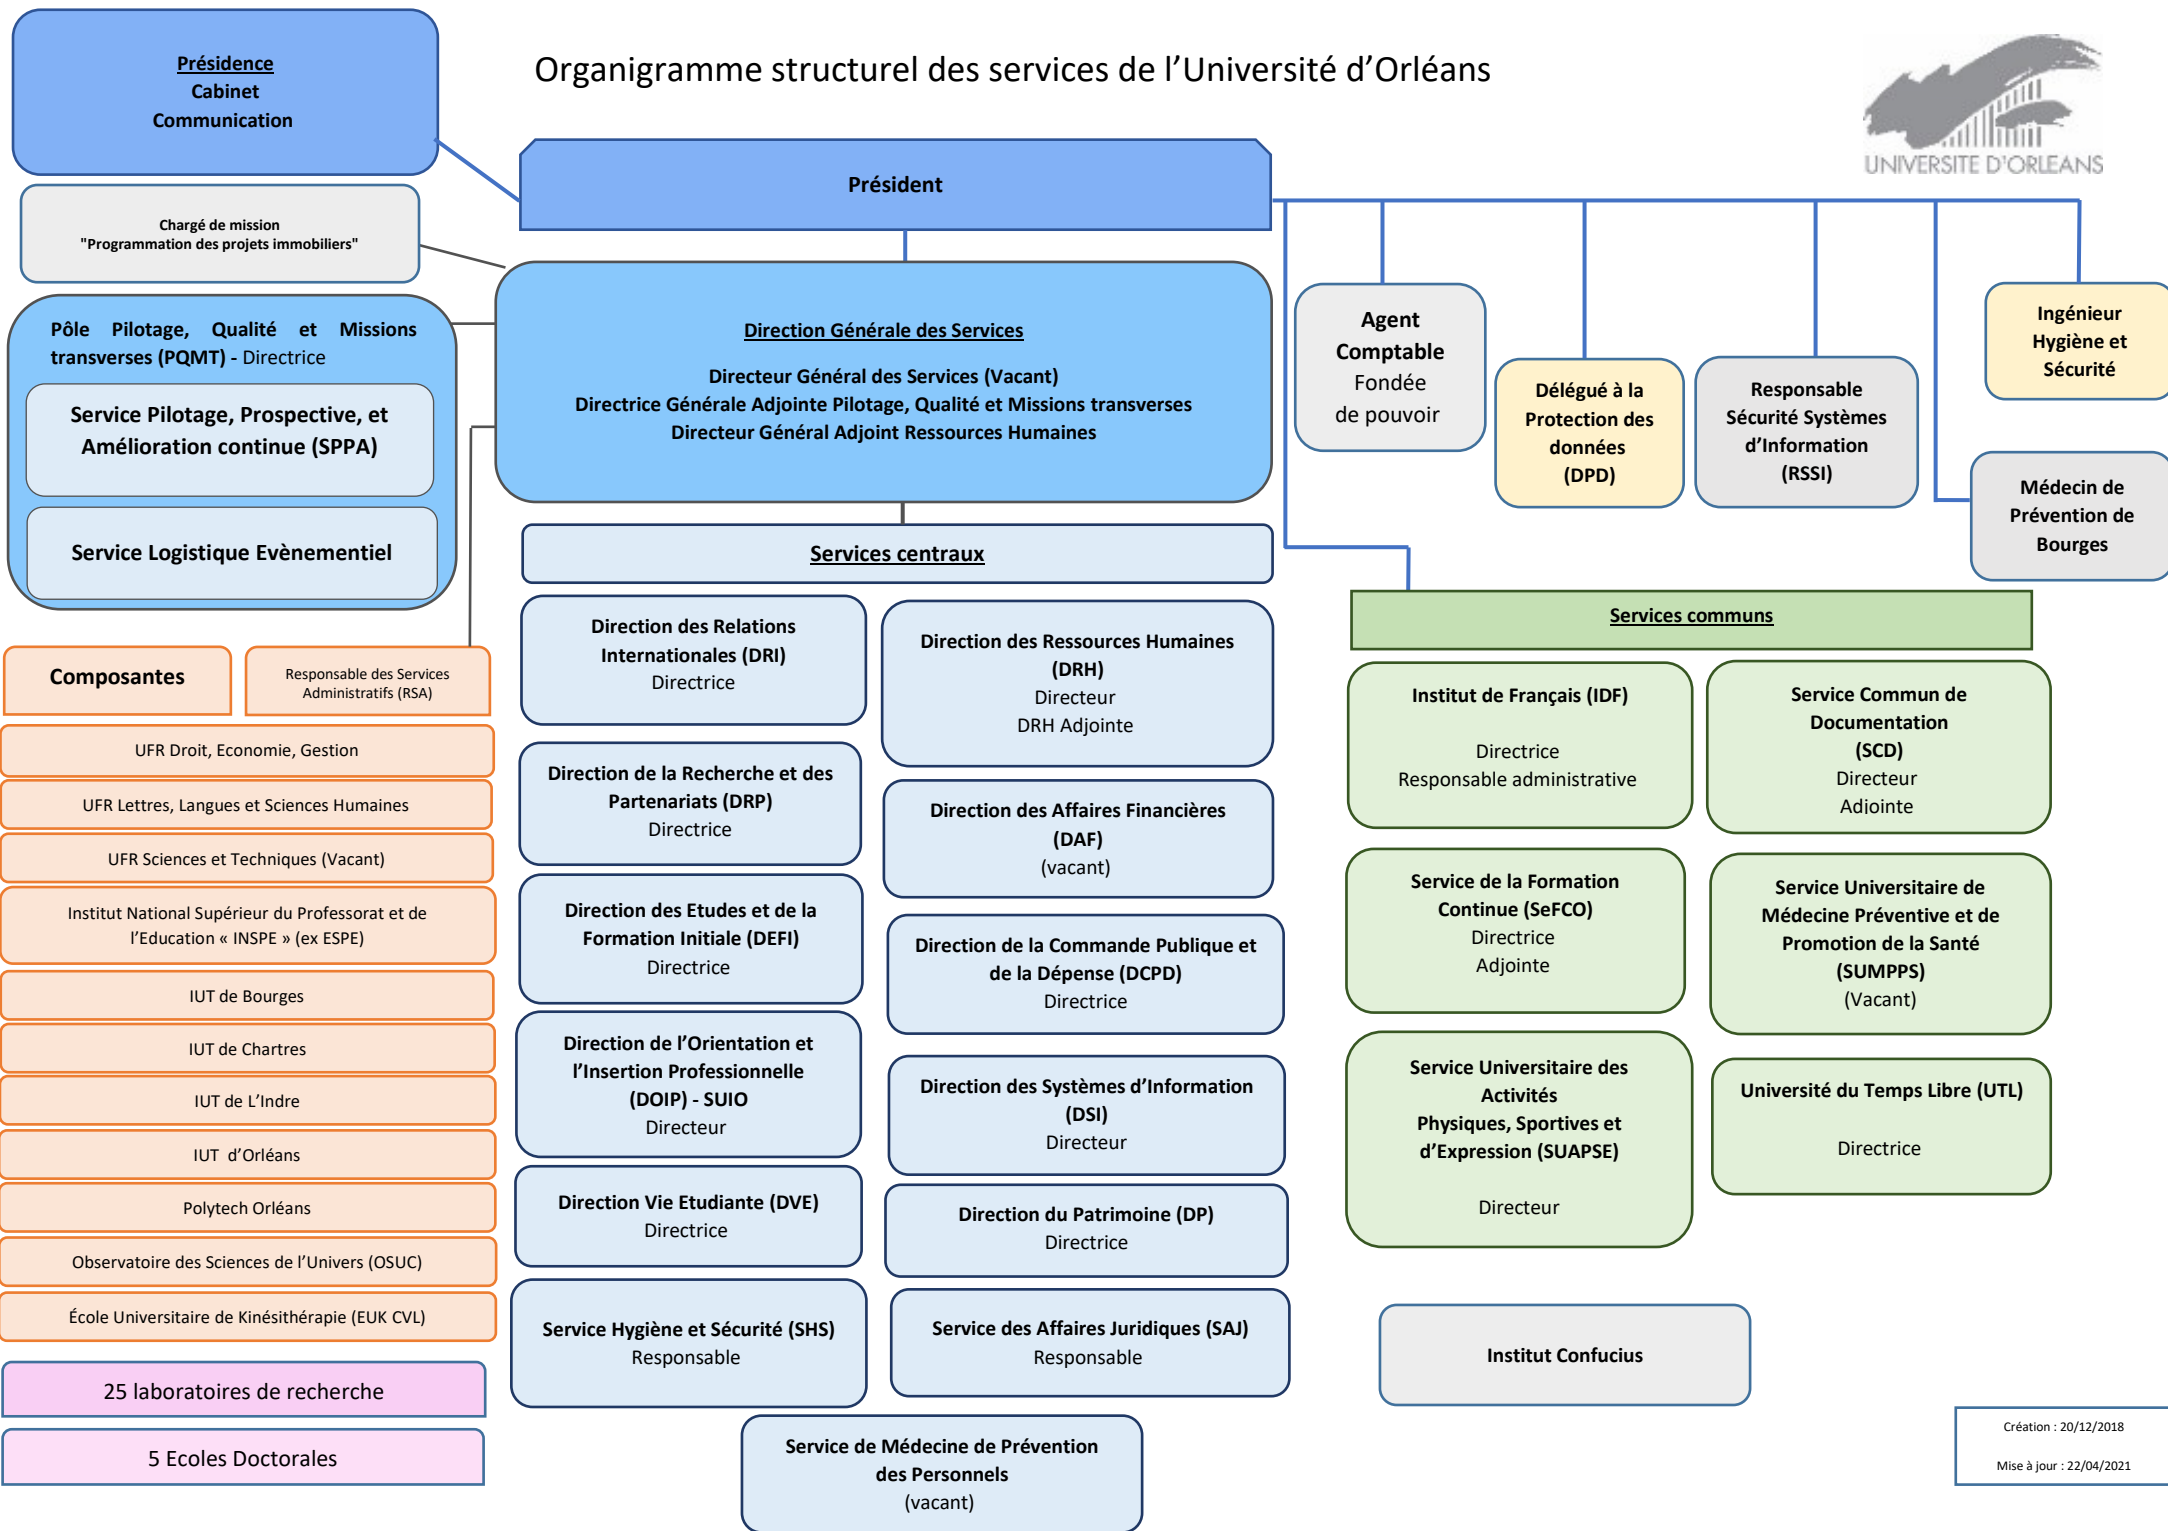 Organigramme structurel des services de l'Université d'Orléans
UNIVERSITE D'ORLEANS
Présidence
Cabinet
Communication
Président
Chargé de mission
"Programmation des projets immobiliers"
Pôle Pilotage, Qualité et Missions
transverses (PQMT) - Directrice
Service Pilotage, Prospective, et
Amélioration continue (SPPA)
Service Logistique Evènementiel
Direction Générale des Services
Directeur Général des Services (Vacant)
Directrice Générale Adjointe Pilotage, Qualité et Missions transverses
Directeur Général Adjoint Ressources Humaines
Agent
Comptable
Fondée
de pouvoir
Délégué à la
Protection des
données
(DPD)
Responsable
Sécurité Systèmes
d'Information
(RSSI)
Ingénieur
Hygiène et
Sécurité
Médecin de
Prévention de
Bourges
Composantes
Responsable des Services
Administratifs (RSA)
UFR Droit, Economie, Gestion
UFR Lettres, Langues et Sciences Humaines
UFR Sciences et Techniques (Vacant)
Institut National Supérieur du Professorat et de
l'Education « INSPE » (ex ESPE)
IUT de Bourges
IUT de Chartres
IUT de L'Indre
IUT d'Orléans
Polytech Orléans
Observatoire des Sciences de l'Univers (OSUC)
École Universitaire de Kinésithérapie (EUK CVL)
25 laboratoires de recherche
5 Ecoles Doctorales
Services centraux
Direction des Relations
Internationales (DRI)
Directrice
Direction de la Recherche et des
Partenariats (DRP)
Directrice
Direction des Etudes et de la
Formation Initiale (DEFI)
Directrice
Direction de l'Orientation et
l'Insertion Professionnelle
(DOIP) - SUIO
Directeur
Direction Vie Etudiante (DVE)
Directrice
Service Hygiène et Sécurité (SHS)
Responsable
Direction des Ressources Humaines
(DRH)
Directeur
DRH Adjointe
Direction des Affaires Financières
(DAF)
(vacant)
Direction de la Commande Publique et
de la Dépense (DCPD)
Directrice
Direction des Systèmes d'Information
(DSI)
Directeur
Direction du Patrimoine (DP)
Directrice
Service des Affaires Juridiques (SAJ)
Responsable
Service de Médecine de Prévention
des Personnels
(vacant)
Services communs
Institut de Français (IDF)
Directrice
Responsable administrative
Service de la Formation
Continue (SeFCO)
Directrice
Adjointe
Service Universitaire des
Activités
Physiques, Sportives et
d'Expression (SUAPSE)
Directeur
Service Commun de
Documentation
(SCD)
Directeur
Adjointe
Service Universitaire de
Médecine Préventive et de
Promotion de la Santé
(SUMPPS)
(Vacant)
Université du Temps Libre (UTL)
Directrice
Institut Confucius
Création : 20/12/2018
Mise à jour : 22/04/2021